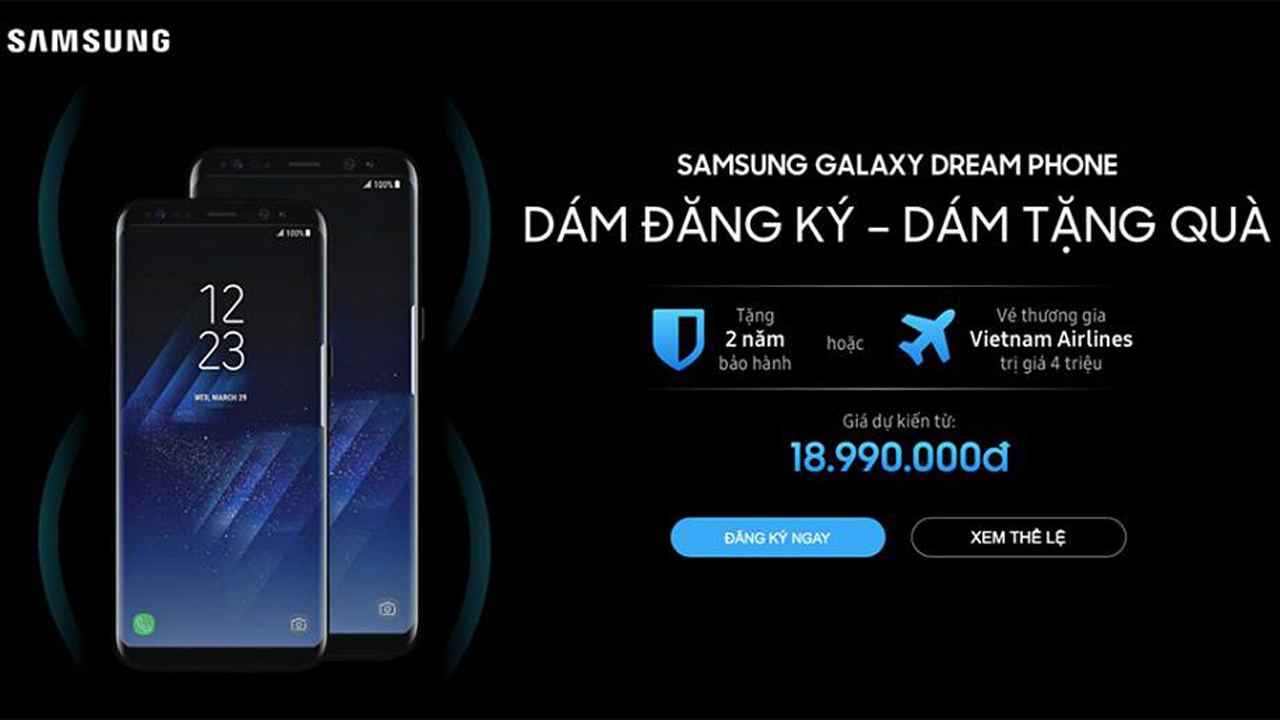 SAMSUNG
100%
100%
12
23
WED, MARCH 29
SAMSUNG GALAXY DREAM PHONE
DÁM ĐĂNG KÝ – DÁM TẶNG QUÀ
Tặng
2 năm
bảo hành
hoặc
Vé thương gia
Vietnam Airlines
trị giá 4 triệu
Giá dự kiến từ:
18.990.000đ
ĐĂNG KÝ NGAY
XEM THỂ LỆ